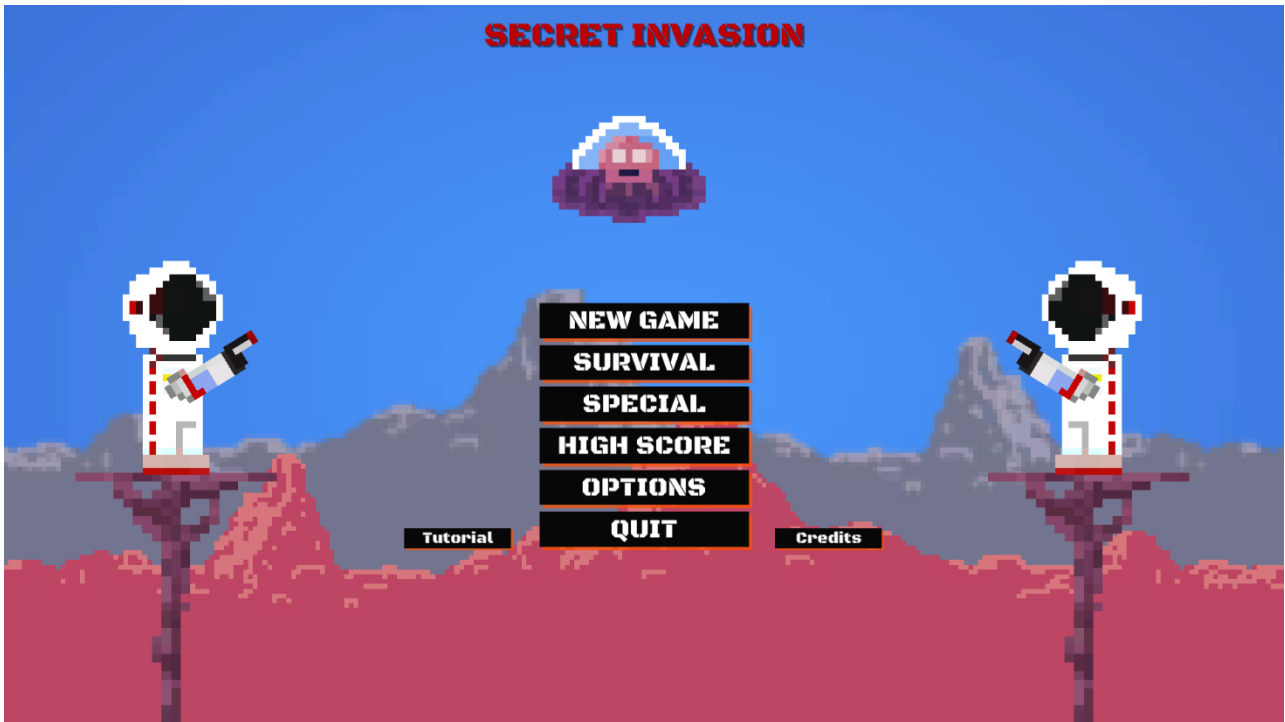 SECRET INVASION
NEW GAME
SURVIVAL
SPECIAL
HIGH SCORE
OPTIONS
QUIT
Tutorial
Credits